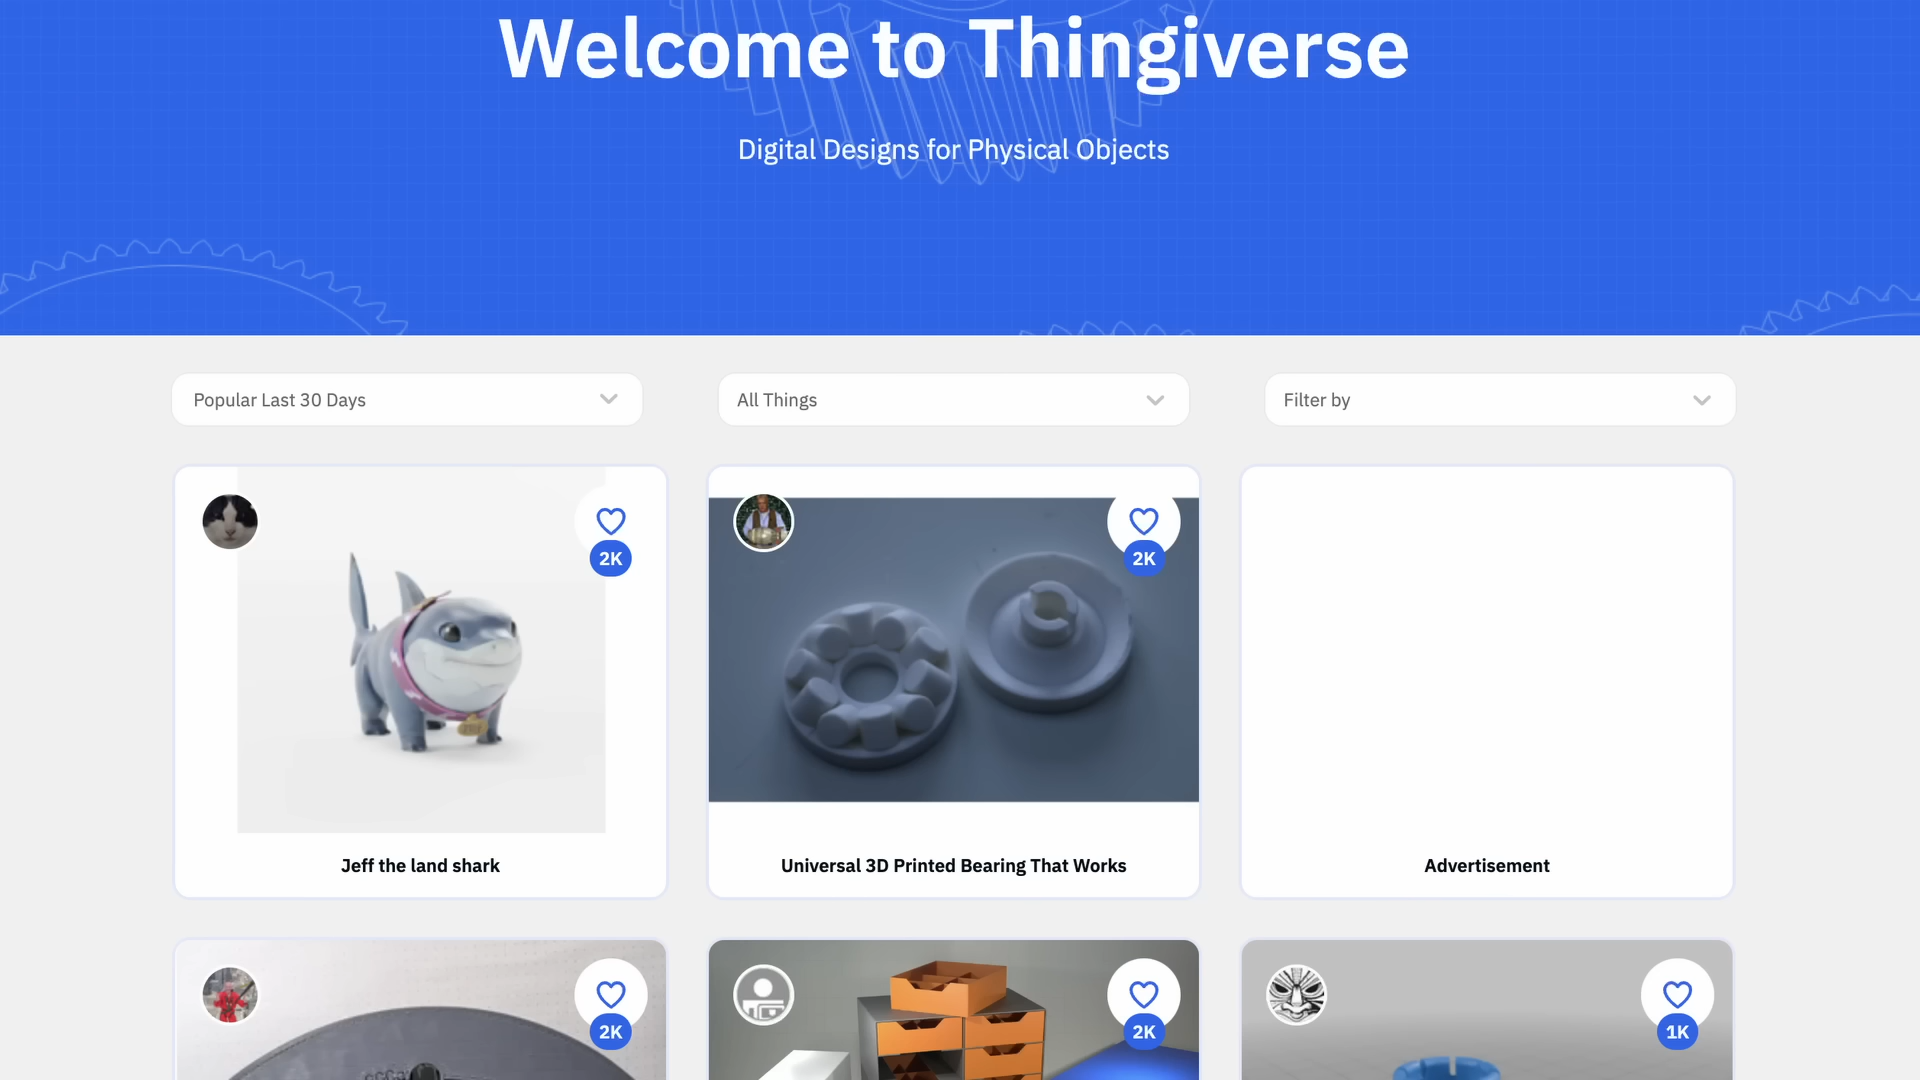 Welcome to Thingiverse
Digital Designs for Physical Objects
Popular Last 30 Days
All Things
Filter by
2K
2K
Jeff the land shark
Universal 3D Printed Bearing That Works
Advertisement
2K
2K
1K